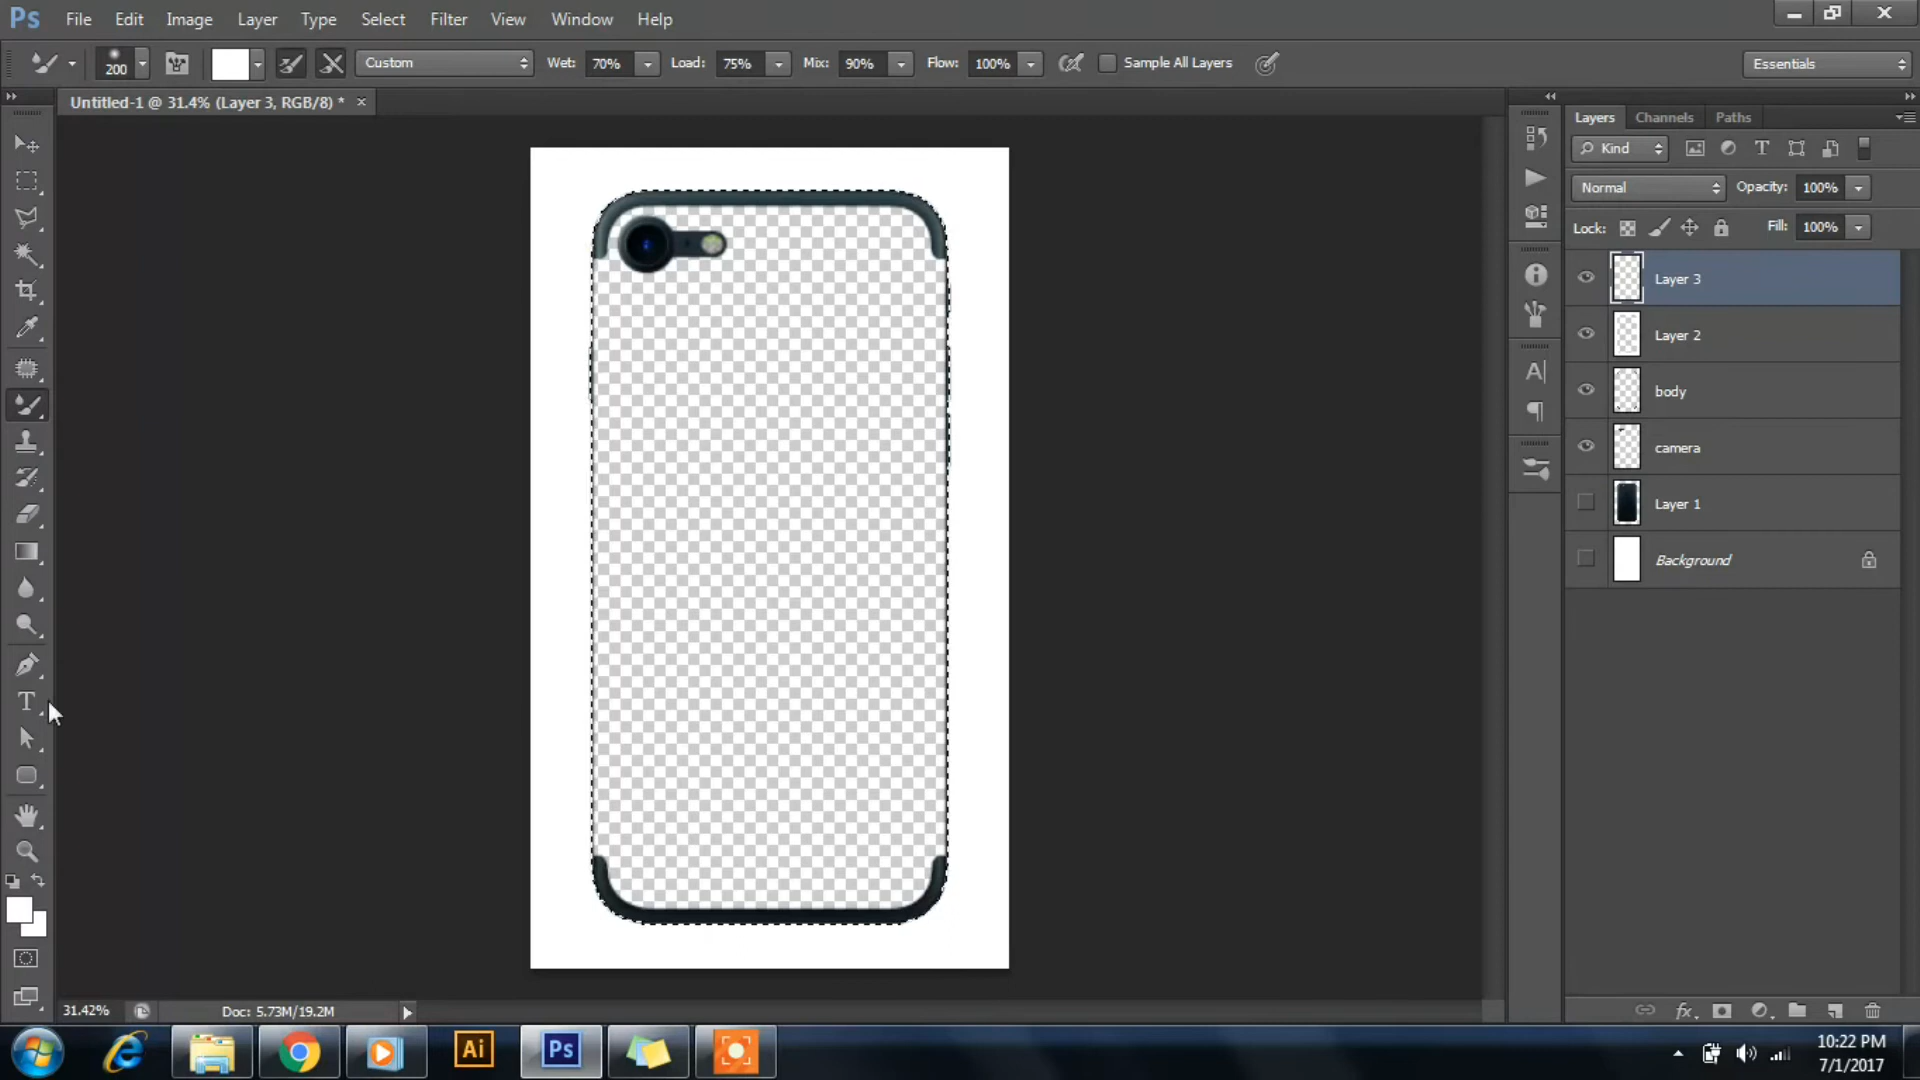 Ps File Edit Image Layer Type Select Filter View Window Help
200 Custom Wet: 70% Load: 75% Mix: 90% Flow: 100% Sample All Layers Essentials
Untitled-1 @ 31.4% (Layer 3, RGB/8) * ×
Layers Channels Paths
Kind
Normal Opacity: 100%
Lock: Fill: 100%
Layer 3
Layer 2
body
camera
Layer 1
Background
31.42% Doc: 5.73M/19.2M
Ai Ps
10:22 PM
7/1/2017